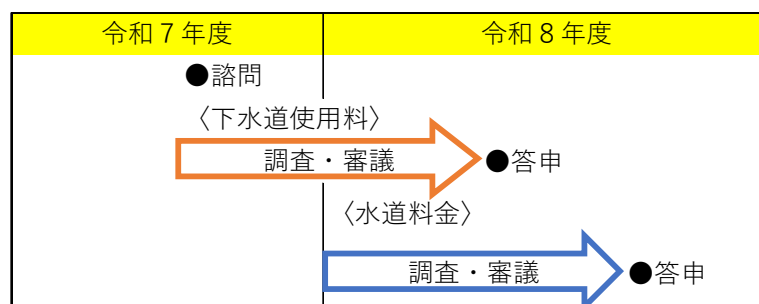 令和７年度 令和８年度
●諮問
〈下水道使用料〉
調査・審議 ●答申
〈水道料金〉
調査・審議 ●答申